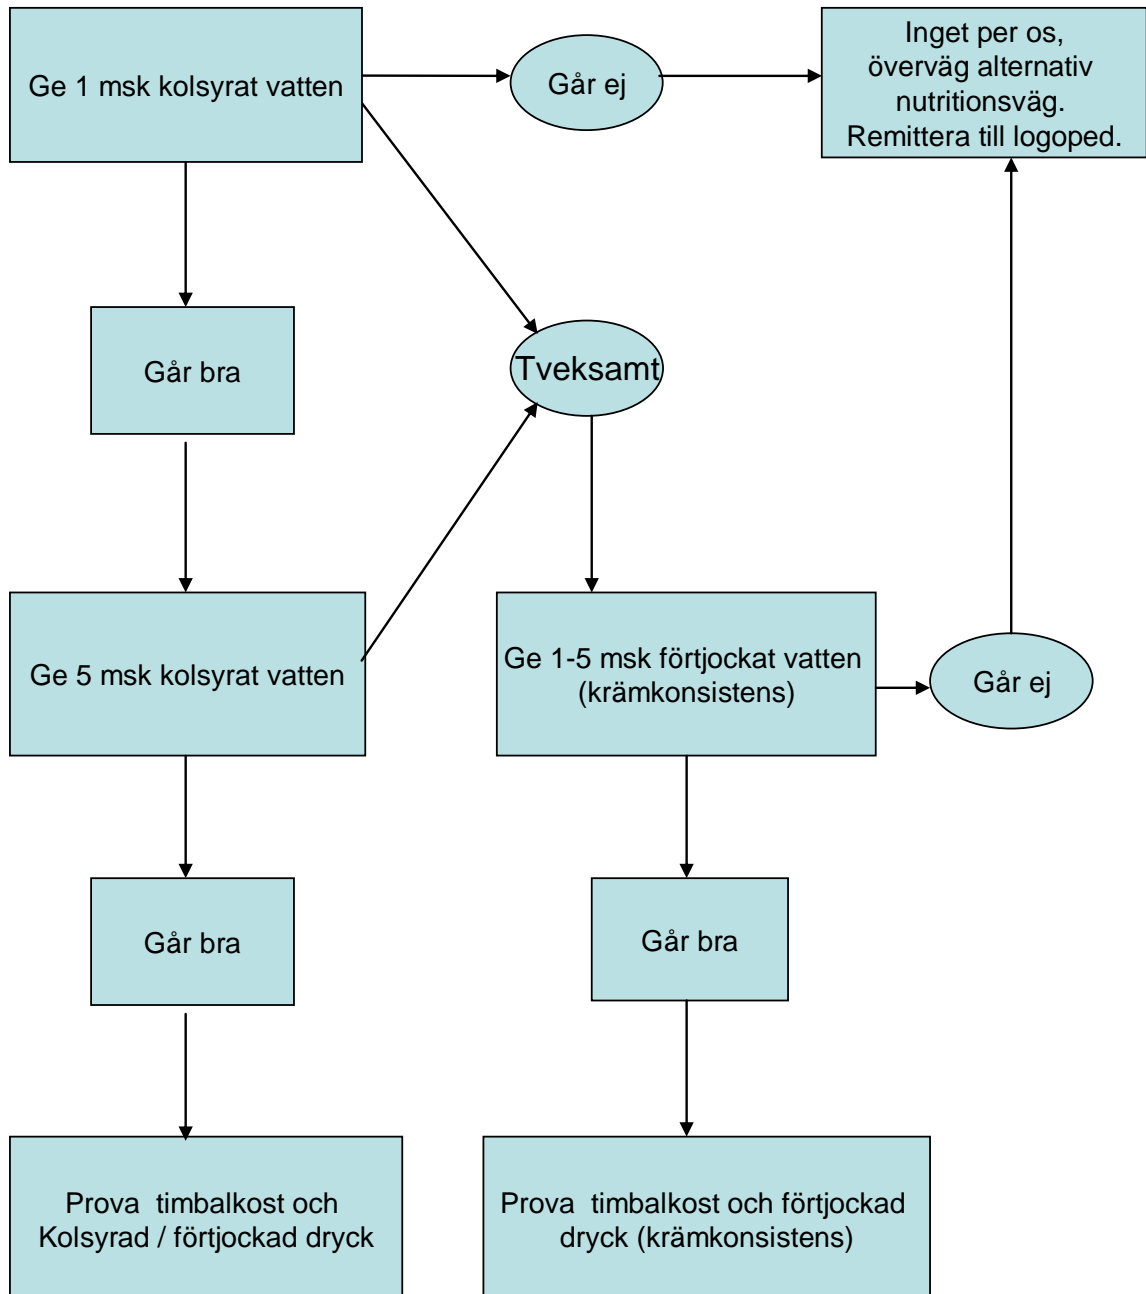 Ge 1 msk kolsyrat vatten
Går ej
Inget per os,
överväg alternativ
nutritionsväg.
Remittera till logoped.
Går bra
Tveksamt
Ge 5 msk kolsyrat vatten
Ge 1-5 msk förtjockat vatten
(krämkonsistens)
Går ej
Går bra
Går bra
Prova timbalkost och
Kolsyrad / förtjockad dryck
Prova timbalkost och förtjockad
dryck (krämkonsistens)